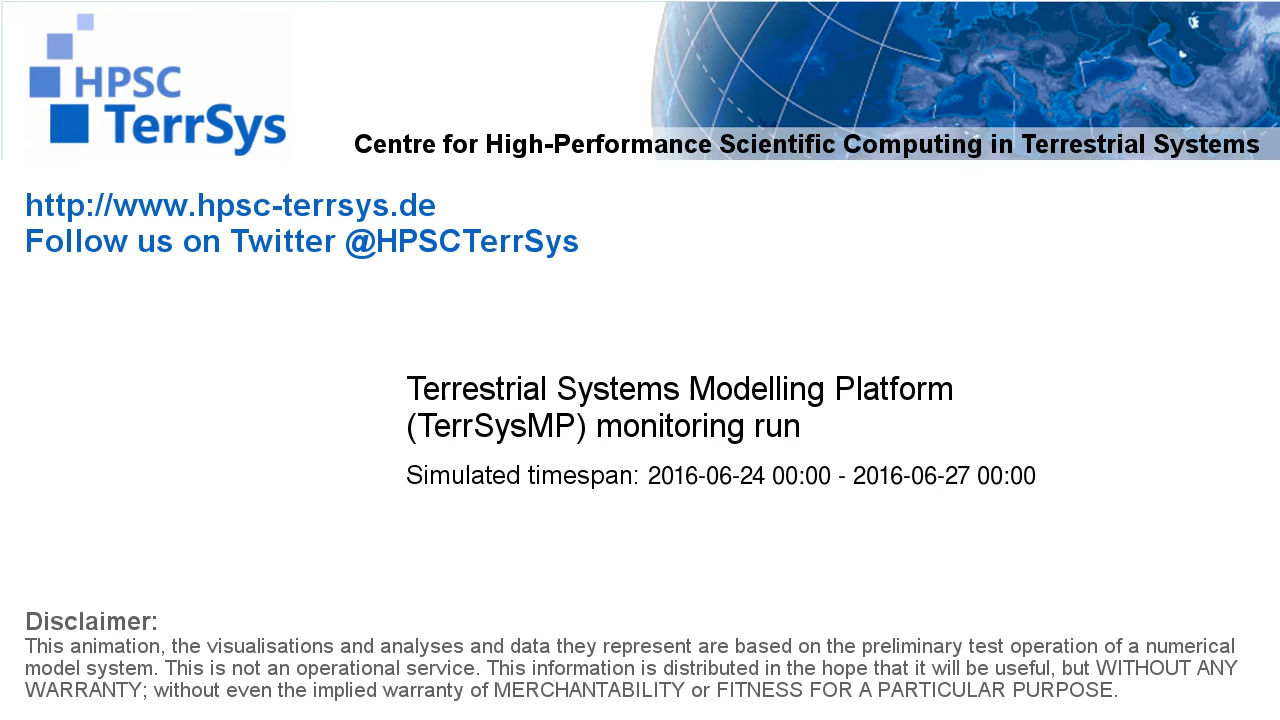 HPSC
TerrSys
Centre for High-Performance Scientific Computing in Terrestrial Systems
http://www.hpsc-terrsys.de
Follow us on Twitter @HPSCTerrSys
Terrestrial Systems Modelling Platform
(TerrSysMP) monitoring run
Simulated timespan: 2016-06-24 00:00 - 2016-06-27 00:00
Disclaimer:
This animation, the visualisations and analyses and data they represent are based on the preliminary test operation of a numerical
model system. This is not an operational service. This information is distributed in the hope that it will be useful, but WITHOUT ANY
WARRANTY; without even the implied warranty of MERCHANTABILITY or FITNESS FOR A PARTICULAR PURPOSE.